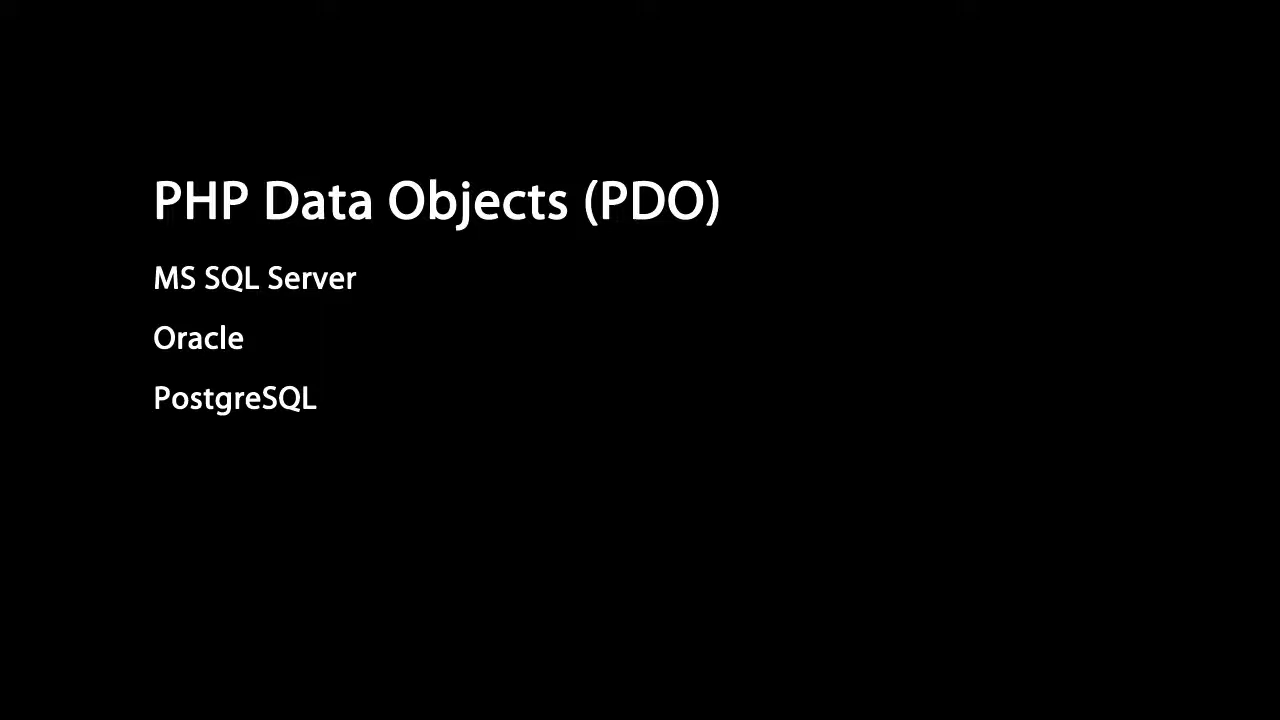 PHP Data Objects (PDO)
MS SQL Server
Oracle
PostgreSQL